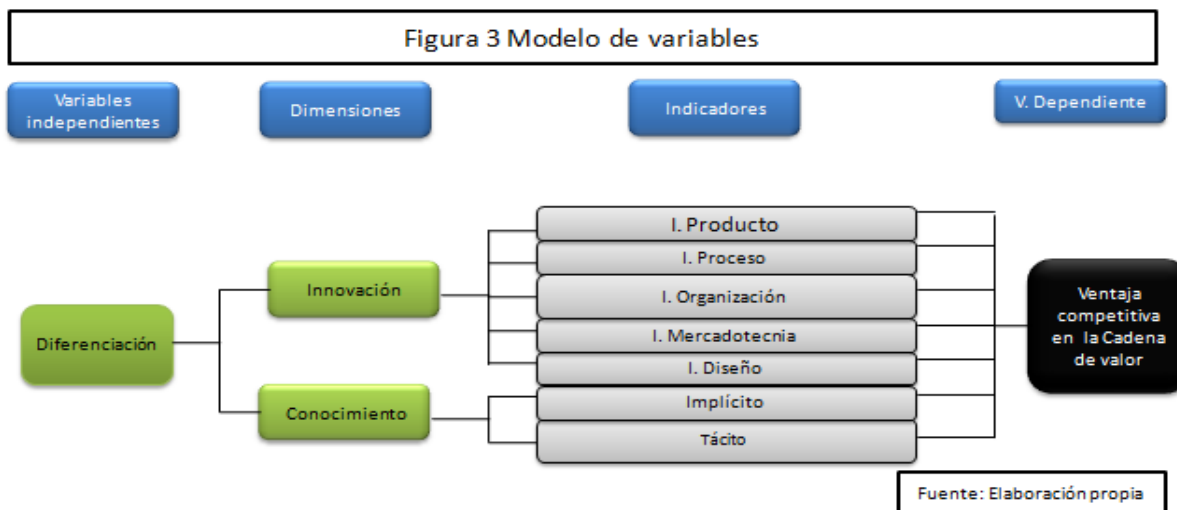 Figura 3 Modelo de variables
Variables
independientes
Dimensiones
Indicadores
V. Dependiente
I. Producto
I. Proceso
Innovación
I. Organización
Ventaja
competitiva
en la Cadena
de valor
Diferenciación
I. Mercadotecnia
I. Diseño
Conocimiento
Implícito
Tácito
Fuente: Elaboración propia